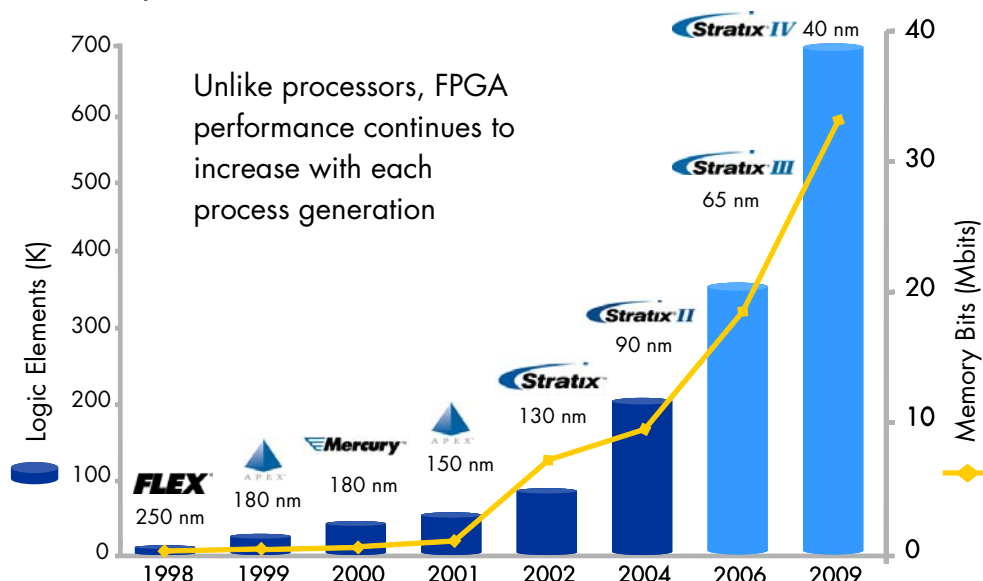 Stratix IV 40 nm
700
40
Unlike processors, FPGA
performance continues to
increase with each
process generation
600
500
400
300
200
100
0
30
20
10
0
Logic Elements (K)
Memory Bits (Mbits)
Stratix III
65 nm
Stratix II
90 nm
Stratix
130 nm
APEX
150 nm
Mercury
180 nm
APEX
180 nm
FLEX
250 nm
1998 1999 2000 2001 2002 2004 2006 2009